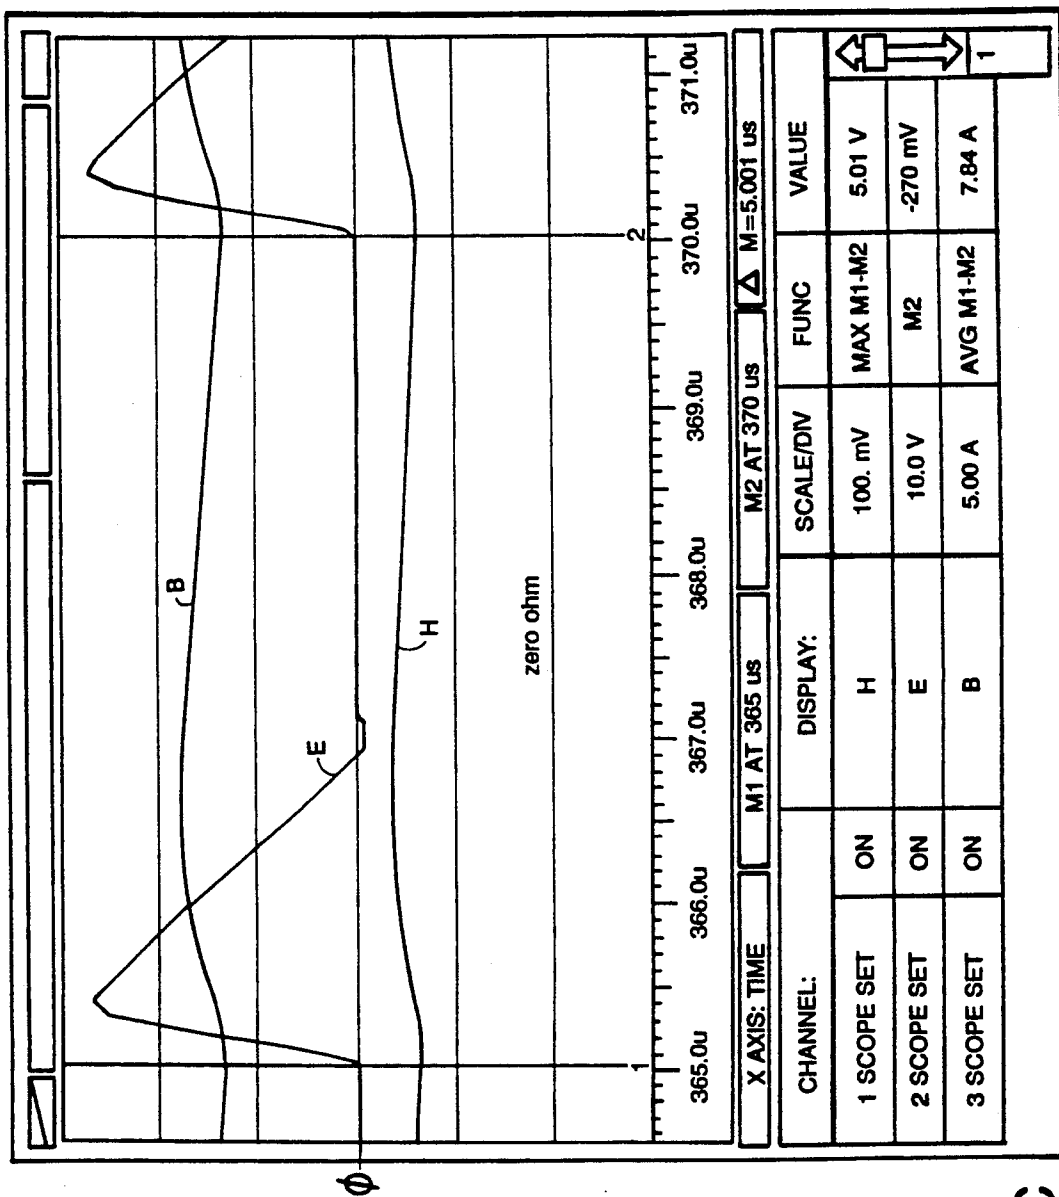 B
E
H
zero ohm
1
2
ϕ
365.0u 366.0u 367.0u 368.0u 369.0u 370.0u 371.0u
X AXIS: TIME M1 AT 365 us M2 AT 370 us Δ M=5.001 us
CHANNEL: DISPLAY: SCALE/DIV FUNC VALUE
1 SCOPE SET ON H 100. mV MAX M1-M2 5.01 V
2 SCOPE SET ON E 10.0 V M2 -270 mV
3 SCOPE SET ON B 5.00 A AVG M1-M2 7.84 A
1